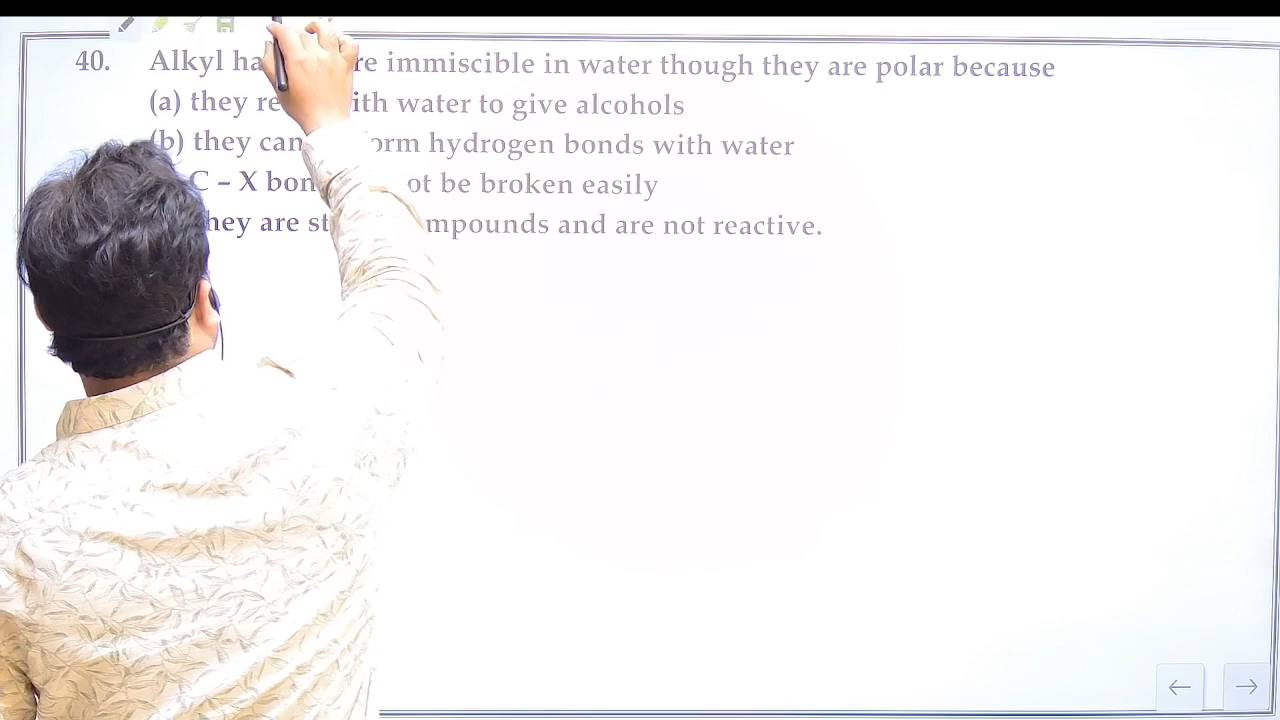 40. Alkyl ha re immiscible in water though they are polar because
(a) they re ith water to give alcohols
(b) they can orm hydrogen bonds with water
C – X bon ot be broken easily
hey are st mpounds and are not reactive.